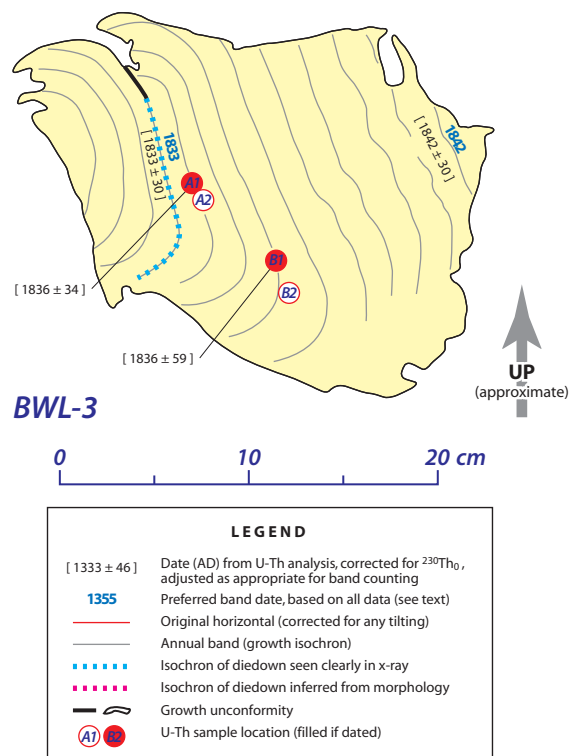 1833
[ 1833 ± 30 ]
1842
[ 1842 ± 30 ]
A1
A2
B1
B2
[ 1836 ± 34 ]
[ 1836 ± 59 ]
UP
(approximate)
BWL-3
0 10 20 cm
LEGEND
[ 1333 ± 46 ] Date (AD) from U-Th analysis, corrected for ²³⁰Th₀ ,
adjusted as appropriate for band counting
1355 Preferred band date, based on all data (see text)
Original horizontal (corrected for any tilting)
Annual band (growth isochron)
Isochron of diedown seen clearly in x-ray
Isochron of diedown inferred from morphology
Growth unconformity
A1 B2 U-Th sample location (filled if dated)